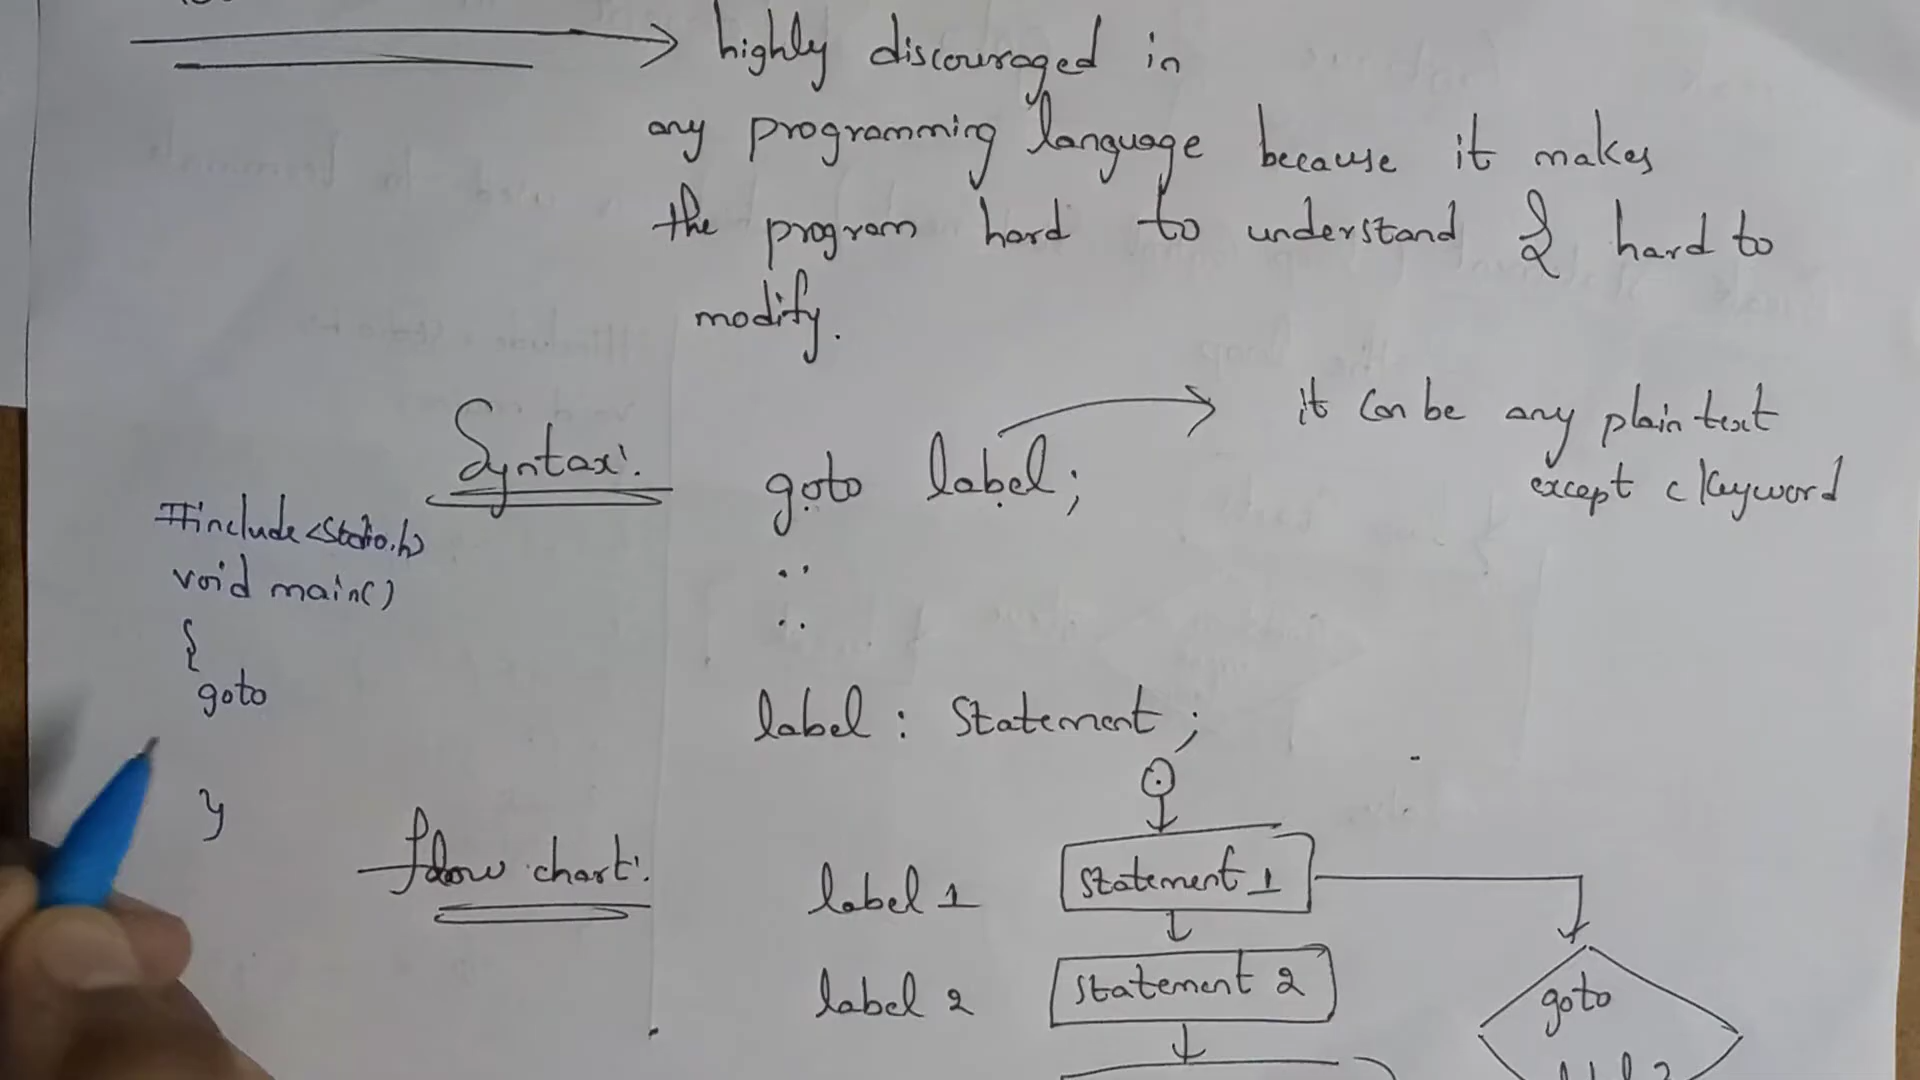 highly discouraged in
any programming language because it makes
the program hard to understand & hard to
modify.
Syntax:
goto label;
it can be any plain text
except c keyword
#include<stdio.h>
void main()
{
goto
}
label : Statement ;
flow chart:
label 1
statement 1
label 2
statement 2
goto